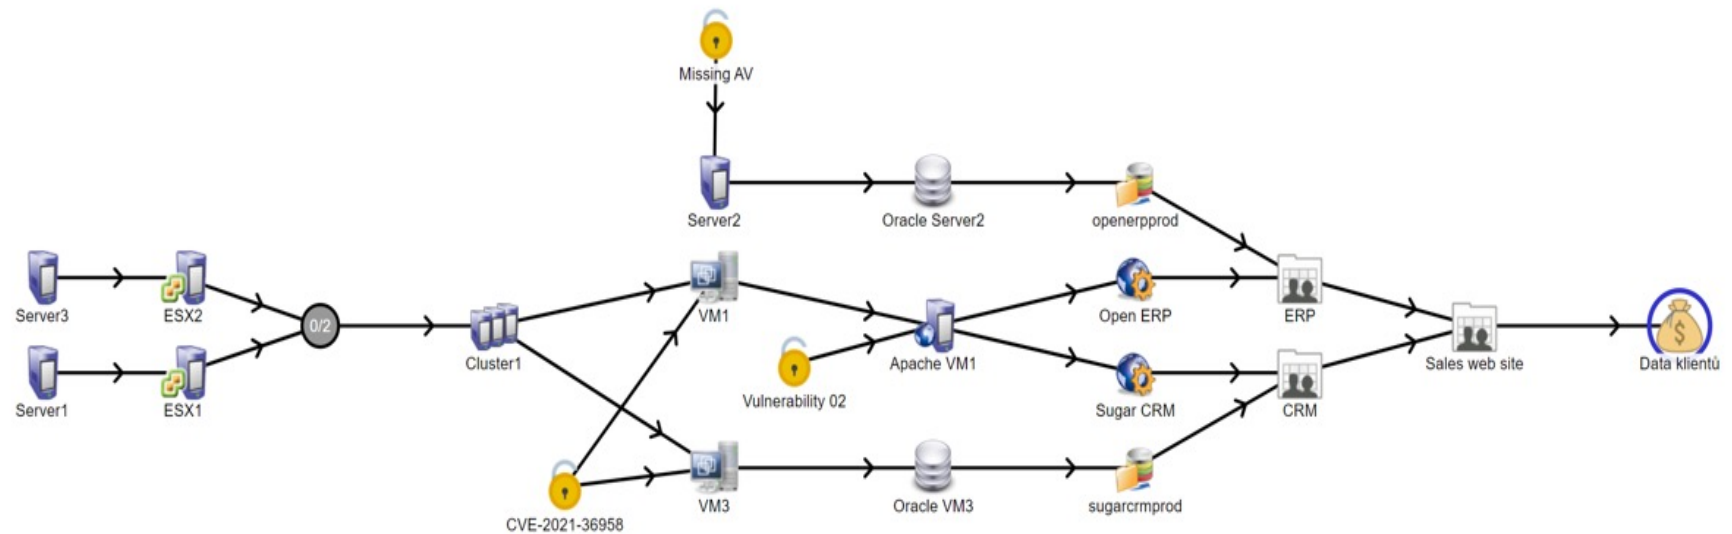 Missing AV
Server2
Oracle Server2
openerpprod
Server3
ESX2
VM1
Open ERP
ERP
0/2
Cluster1
Apache VM1
Sales web site
Data klientů
Server1
ESX1
Vulnerability 02
Sugar CRM
CRM
CVE-2021-36958
VM3
Oracle VM3
sugarcrmprod